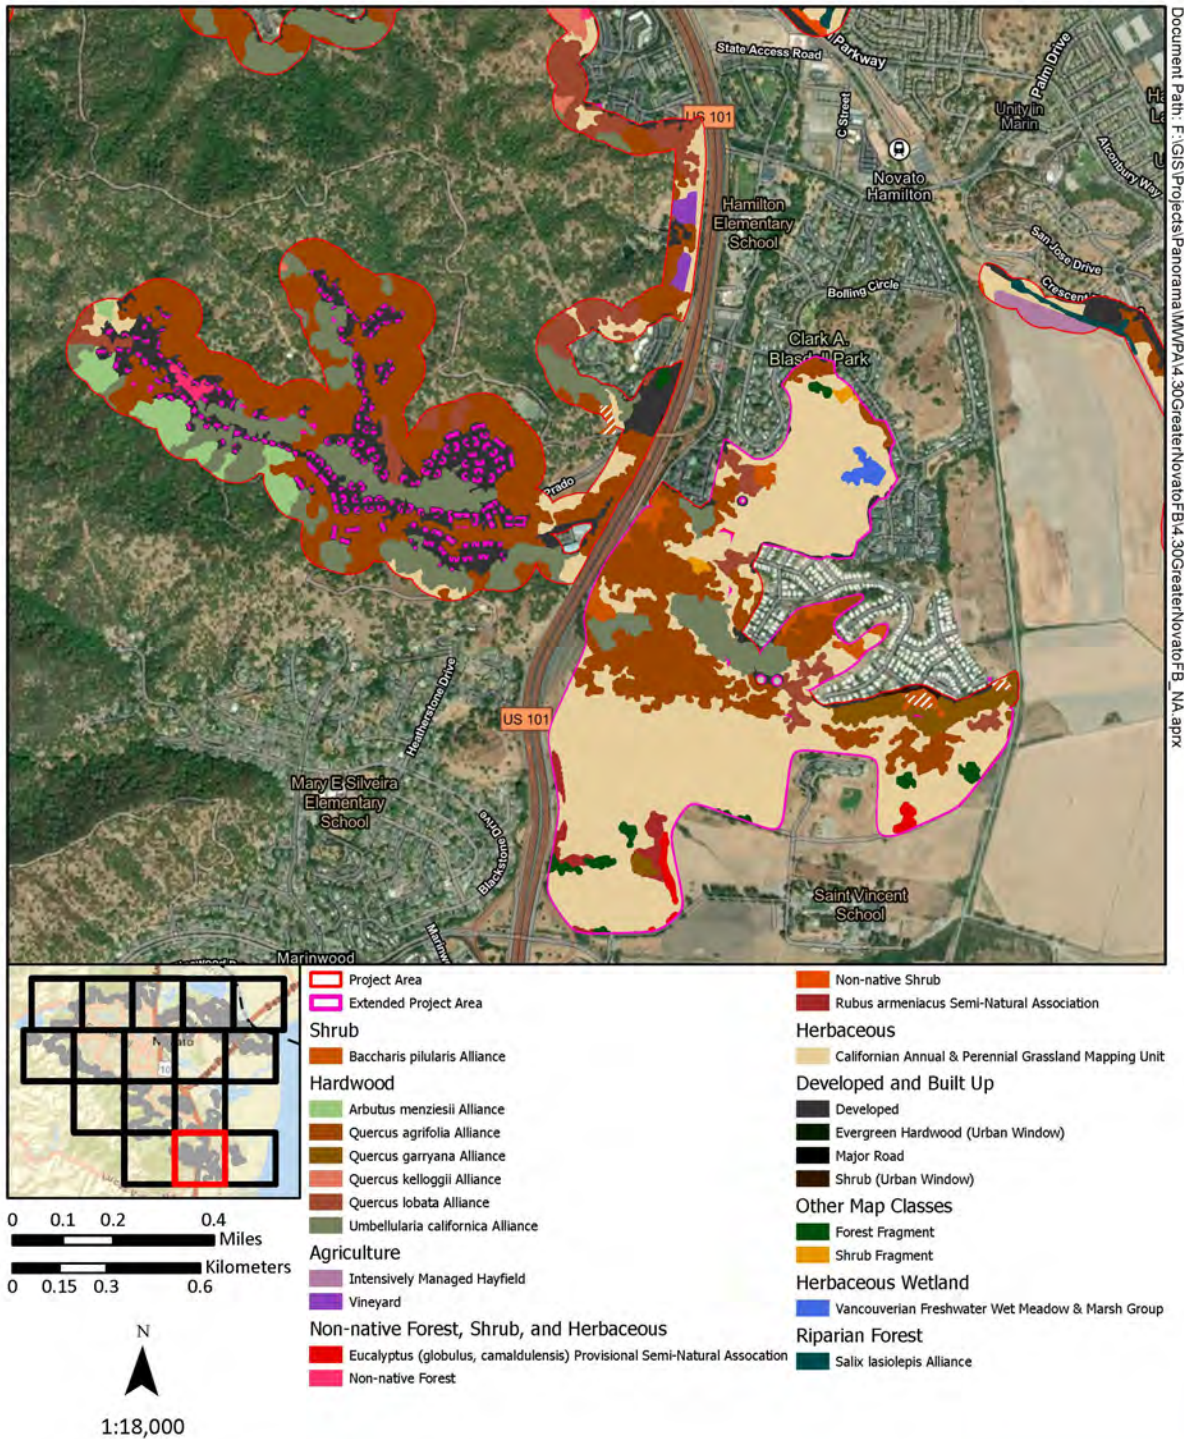 Document Path: F:\GIS\Projects\Panorama\MWPA\4.30GreaterNovatoFB\4.30GreaterNovatoFB_NA.aprx
State Access Road
Parkway
Palm Drive
US 101
C Street
Unity in
Marin
Alconbury Way
Novato
Hamilton
Hamilton
Elementary
School
San Jose Drive
Crescent
Bolling Circle
Clark A.
Blasdell Park
Prado
Heatherstone Drive
US 101
Mary E Silveira
Elementary
School
Blackstone Drive
Saint Vincent
School
Marinwood
Project Area
Extended Project Area
Shrub
Baccharis pilularis Alliance
Hardwood
Arbutus menziesii Alliance
Quercus agrifolia Alliance
Quercus garryana Alliance
Quercus kelloggii Alliance
Quercus lobata Alliance
Umbellularia californica Alliance
Agriculture
Intensively Managed Hayfield
Vineyard
Non-native Forest, Shrub, and Herbaceous
Eucalyptus (globulus, camaldulensis) Provisional Semi-Natural Assocation
Non-native Forest
Non-native Shrub
Rubus armeniacus Semi-Natural Association
Herbaceous
Californian Annual & Perennial Grassland Mapping Unit
Developed and Built Up
Developed
Evergreen Hardwood (Urban Window)
Major Road
Shrub (Urban Window)
Other Map Classes
Forest Fragment
Shrub Fragment
Herbaceous Wetland
Vancouverian Freshwater Wet Meadow & Marsh Group
Riparian Forest
Salix lasiolepis Alliance
0 0.1 0.2 0.4
Miles
Kilometers
0 0.15 0.3 0.6
N
1:18,000